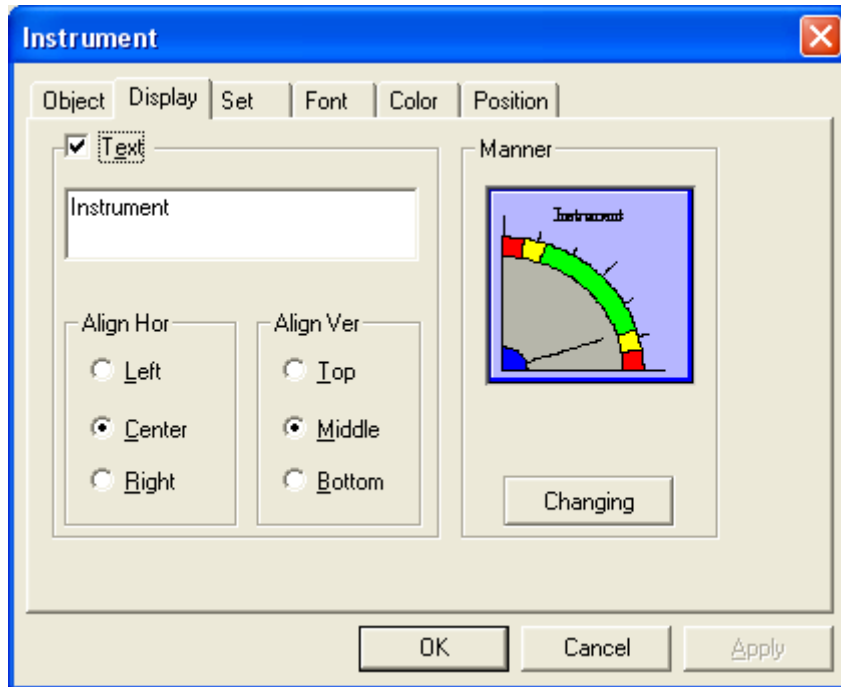 Instrument
Object Display Set Font Color Position
Text
Instrument
Align Hor
Left
Center
Right
Align Ver
Top
Middle
Bottom
Manner
Instrument
Changing
OK Cancel Apply